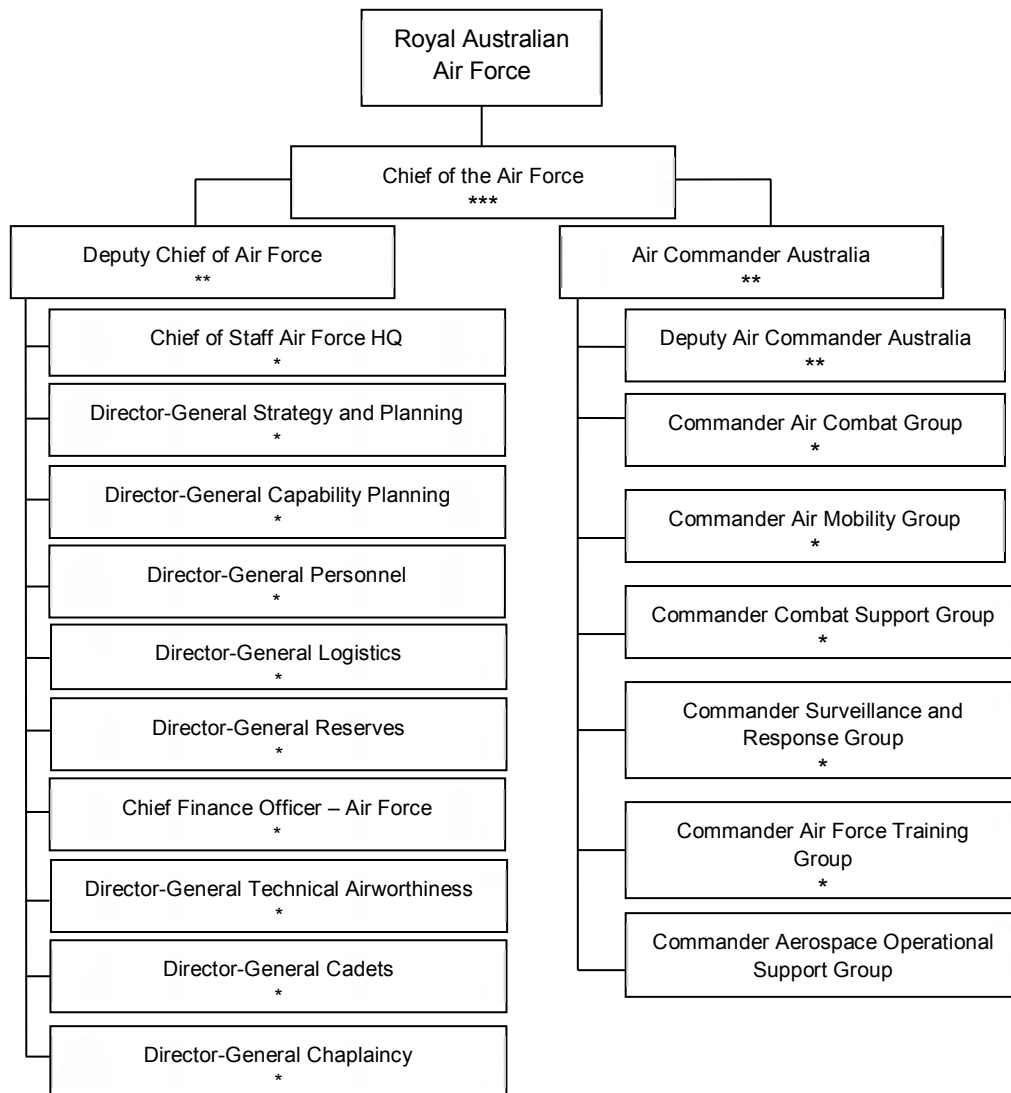 Royal Australian
Air Force
Chief of the Air Force
***
Deputy Chief of Air Force
**
Chief of Staff Air Force HQ
*
Director-General Strategy and Planning
*
Director-General Capability Planning
*
Director-General Personnel
*
Director-General Logistics
*
Director-General Reserves
*
Chief Finance Officer – Air Force
*
Director-General Technical Airworthiness
*
Director-General Cadets
*
Director-General Chaplaincy
*
Air Commander Australia
**
Deputy Air Commander Australia
**
Commander Air Combat Group
*
Commander Air Mobility Group
*
Commander Combat Support Group
*
Commander Surveillance and
Response Group
*
Commander Air Force Training
Group
*
Commander Aerospace Operational
Support Group